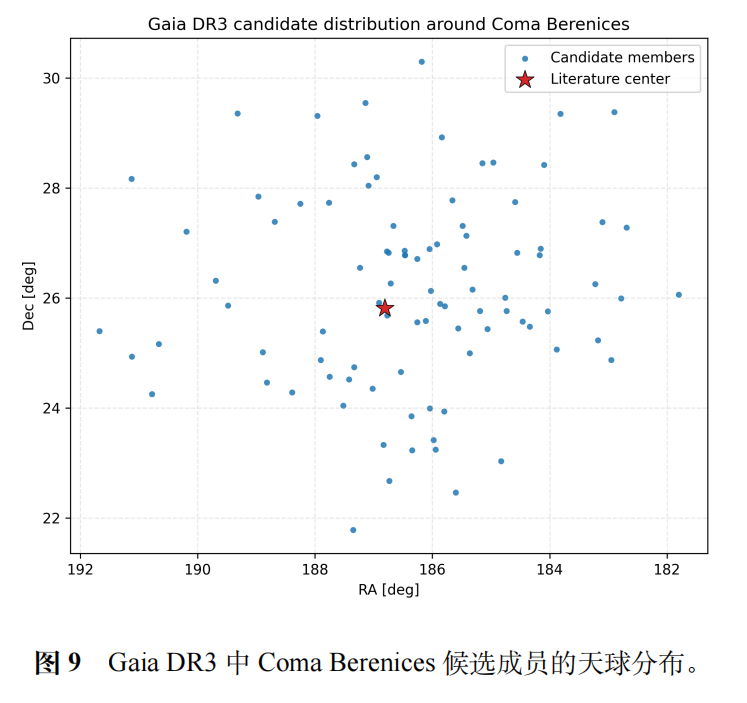 Gaia DR3 candidate distribution around Coma Berenices
Candidate members
Literature center
30
28
26
24
22
Dec [deg]
192 190 188 186 184 182
RA [deg]
图 9 Gaia DR3 中 Coma Berenices 候选成员的天球分布。